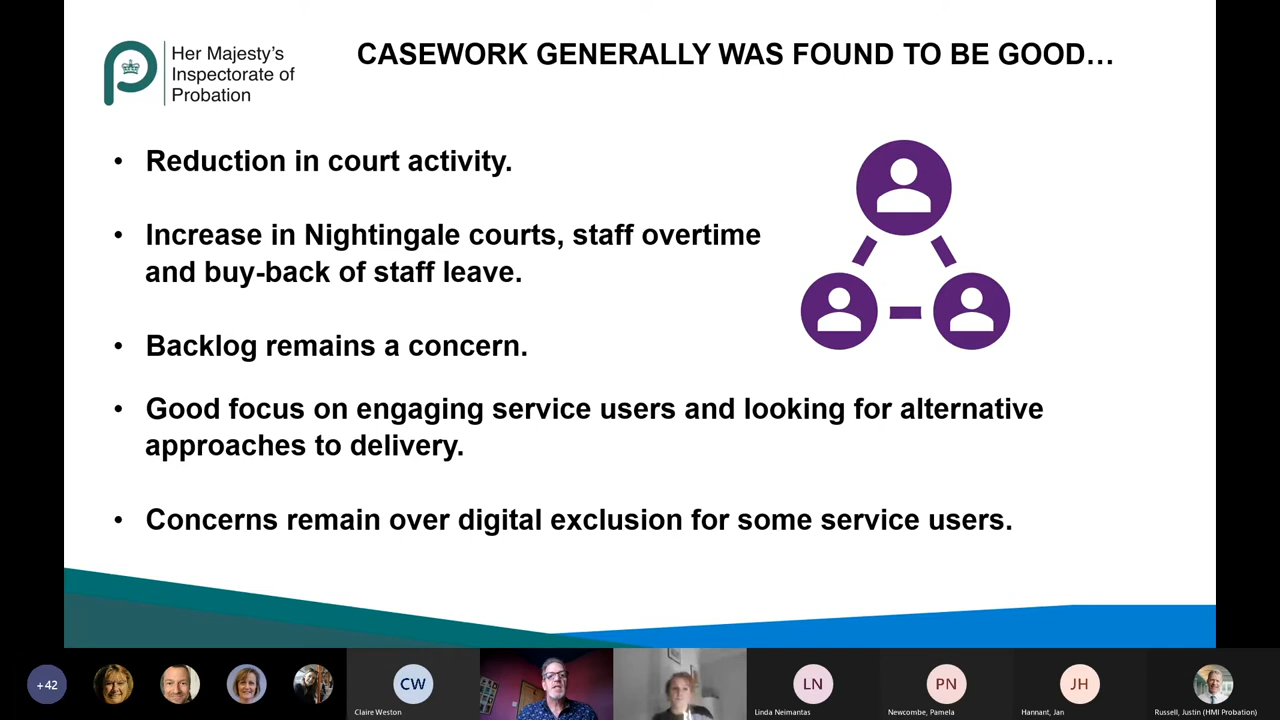 Her Majesty's
Inspectorate of
Probation
CASEWORK GENERALLY WAS FOUND TO BE GOOD…
• Reduction in court activity.
• Increase in Nightingale courts, staff overtime
and buy-back of staff leave.
• Backlog remains a concern.
• Good focus on engaging service users and looking for alternative
approaches to delivery.
• Concerns remain over digital exclusion for some service users.
+42
CW
Claire Weston
LN
Linda Neimantas
PN
Newcombe, Pamela
JH
Hannant, Jan
Russell, Justin (HMI Probation)